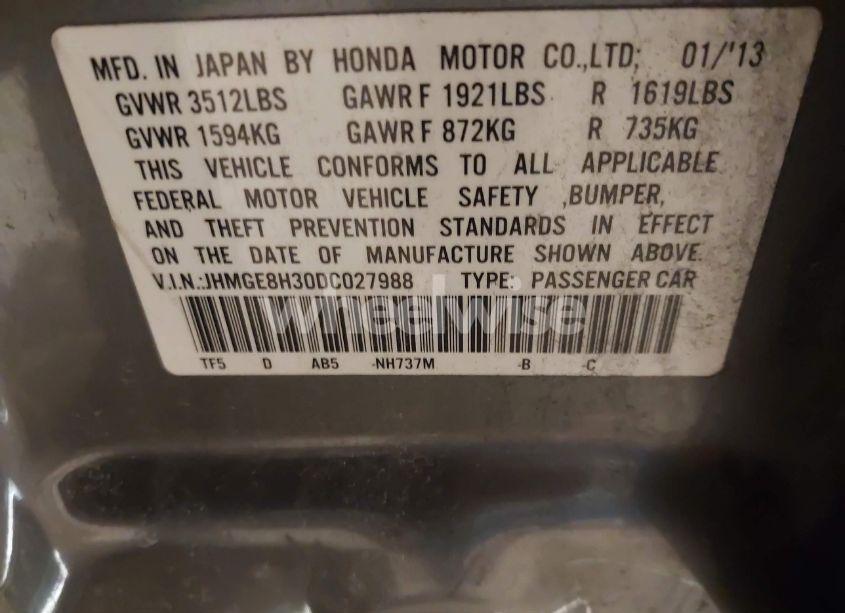 MFD. IN JAPAN BY HONDA MOTOR CO.,LTD; 01/'13
GVWR 3512LBS GAWR F 1921LBS R 1619LBS
GVWR 1594KG GAWR F 872KG R 735KG
THIS VEHICLE CONFORMS TO ALL APPLICABLE
FEDERAL MOTOR VEHICLE SAFETY ,BUMPER,
AND THEFT PREVENTION STANDARDS IN EFFECT
ON THE DATE OF MANUFACTURE SHOWN ABOVE.
V.I.N.:JHMGE8H30DC027988 TYPE: PASSENGER CAR
wheelwise
TF5 D AB5 -NH737M -B -C